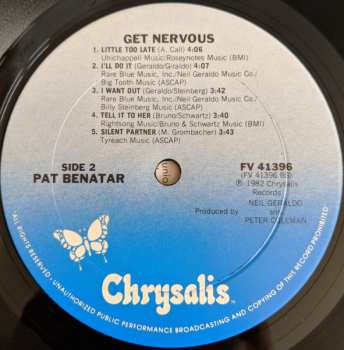 GET NERVOUS
1. LITTLE TOO LATE (A. Call) 4:06
Unichappell Music/Roseynotes Music (BMI)
2. I'LL DO IT (Geraldo/Giraldo) 4:07
Rare Blue Music, Inc./Neil Geraldo Music Co./
Big Tooth Music (ASCAP)
3. I WANT OUT (Geraldo/Steinberg) 3:42
Rare Blue Music, Inc./Neil Geraldo Music Co./
Billy Steinberg Music (ASCAP)
4. TELL IT TO HER (Bruno/Schwartz) 3:40
Rightsong Music/Bruno & Schwartz Music (BMI)
5. SILENT PARTNER (M. Grombacher) 3:43
Tyreach Music (ASCAP)
SIDE 2
PAT BENATAR
FV 41396
(FV 41396 BS)
Ⓟ 1982 Chrysalis
Records
Produced by
NEIL GERALDO
and
PETER COLEMAN
Chrysalis
TM
ALL RIGHTS RESERVED · UNAUTHORIZED PUBLIC PERFORMANCE BROADCASTING AND COPYING OF THIS RECORD PROHIBITED